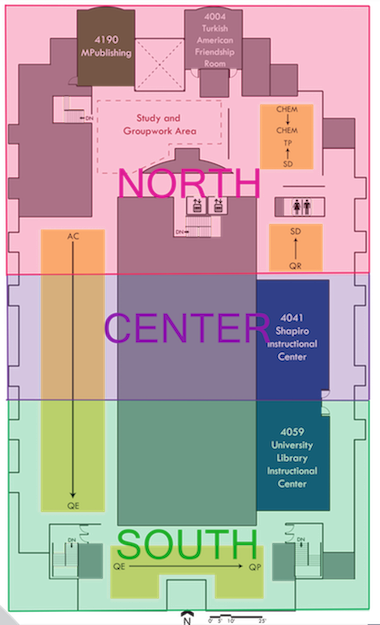 4190
MPublishing
4004
Turkish
American
Friendship
Room
Study and
Groupwork Area
CHEM
CHEM
TP
SD
DN
NORTH
DN
AC
SD
QR
CENTER
4041
Shapiro
Instructional
Center
4059
University
Library
Instructional
Center
QE
SOUTH
DN
DN
QE
QP
N
0' 5' 10' 25'